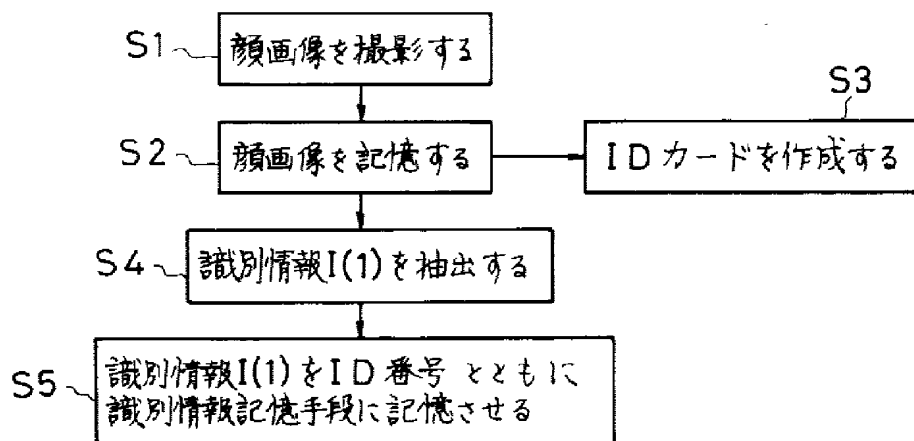 S1
顔画像を撮影する
S3
S2
顔画像を記憶する
IDカードを作成する
S4
識別情報I(1)を抽出する
S5
識別情報I(1)をID番号とともに
識別情報記憶手段に記憶させる